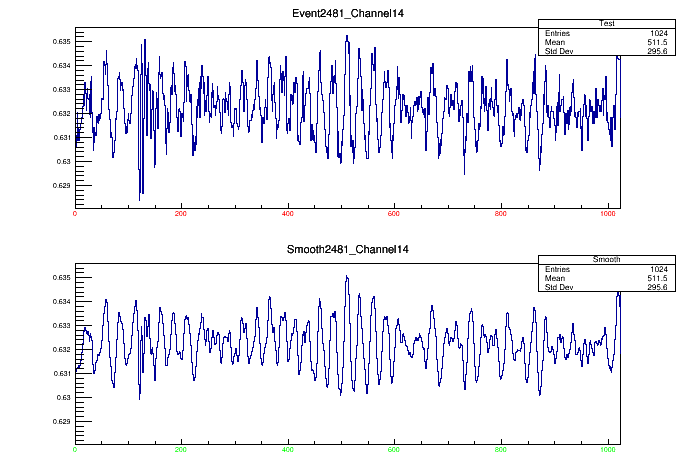 Event2481_Channel14
Test
Entries 1024
Mean 511.5
Std Dev 295.6
0.635
0.634
0.633
0.632
0.631
0.63
0.629
0 200 400 600 800 1000
Smooth2481_Channel14
Smooth
Entries 1024
Mean 511.5
Std Dev 295.6
0.635
0.634
0.633
0.632
0.631
0.63
0.629
0 200 400 600 800 1000